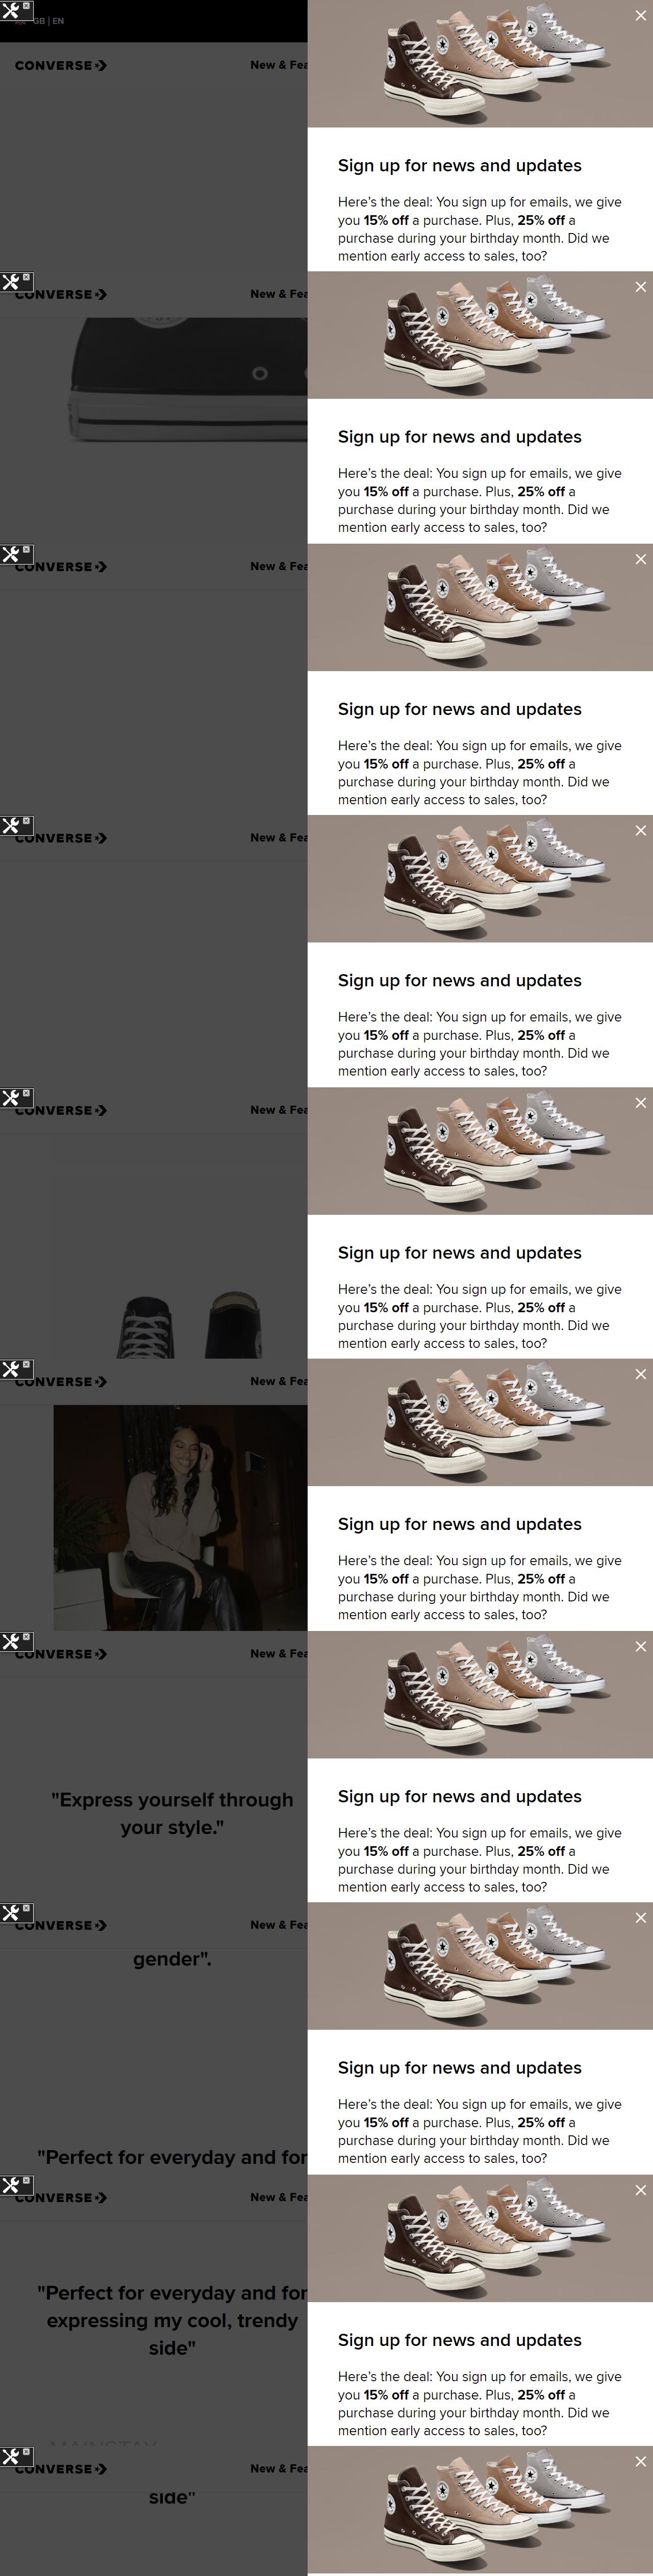 GB | EN
CONVERSE
New & Fea
Sign up for news and updates
Here's the deal: You sign up for emails, we give
you 15% off a purchase. Plus, 25% off a
purchase during your birthday month. Did we
mention early access to sales, too?
CONVERSE
New & Fea
Sign up for news and updates
Here's the deal: You sign up for emails, we give
you 15% off a purchase. Plus, 25% off a
purchase during your birthday month. Did we
mention early access to sales, too?
CONVERSE
New & Fea
Sign up for news and updates
Here's the deal: You sign up for emails, we give
you 15% off a purchase. Plus, 25% off a
purchase during your birthday month. Did we
mention early access to sales, too?
CONVERSE
New & Fea
Sign up for news and updates
Here's the deal: You sign up for emails, we give
you 15% off a purchase. Plus, 25% off a
purchase during your birthday month. Did we
mention early access to sales, too?
CONVERSE
New & Fea
Sign up for news and updates
Here's the deal: You sign up for emails, we give
you 15% off a purchase. Plus, 25% off a
purchase during your birthday month. Did we
mention early access to sales, too?
CONVERSE
New & Fea
Sign up for news and updates
Here's the deal: You sign up for emails, we give
you 15% off a purchase. Plus, 25% off a
purchase during your birthday month. Did we
mention early access to sales, too?
CONVERSE
New & Fea
"Express yourself through
your style."
Sign up for news and updates
Here's the deal: You sign up for emails, we give
you 15% off a purchase. Plus, 25% off a
purchase during your birthday month. Did we
mention early access to sales, too?
CONVERSE
New & Fea
gender".
"Perfect for everyday and for
Sign up for news and updates
Here's the deal: You sign up for emails, we give
you 15% off a purchase. Plus, 25% off a
purchase during your birthday month. Did we
mention early access to sales, too?
CONVERSE
New & Fea
"Perfect for everyday and for
expressing my cool, trendy
side"
MAINSTAY
Sign up for news and updates
Here's the deal: You sign up for emails, we give
you 15% off a purchase. Plus, 25% off a
purchase during your birthday month. Did we
mention early access to sales, too?
CONVERSE
New & Fea
side"